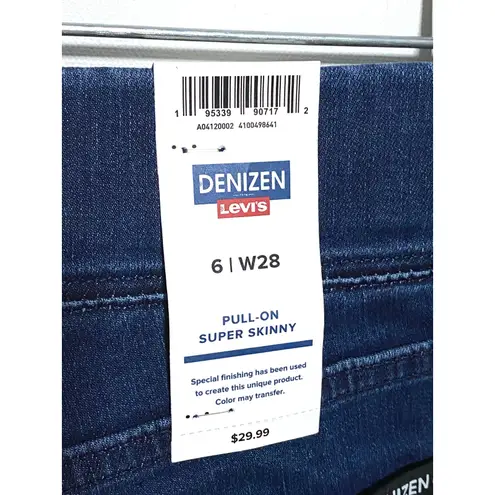 1 95339 90717 2
A04120002 4100498641
DENIZEN
LEVI'S
6 | W28
PULL-ON
SUPER SKINNY
Special finishing has been used
to create this unique product.
Color may transfer.
$29.99